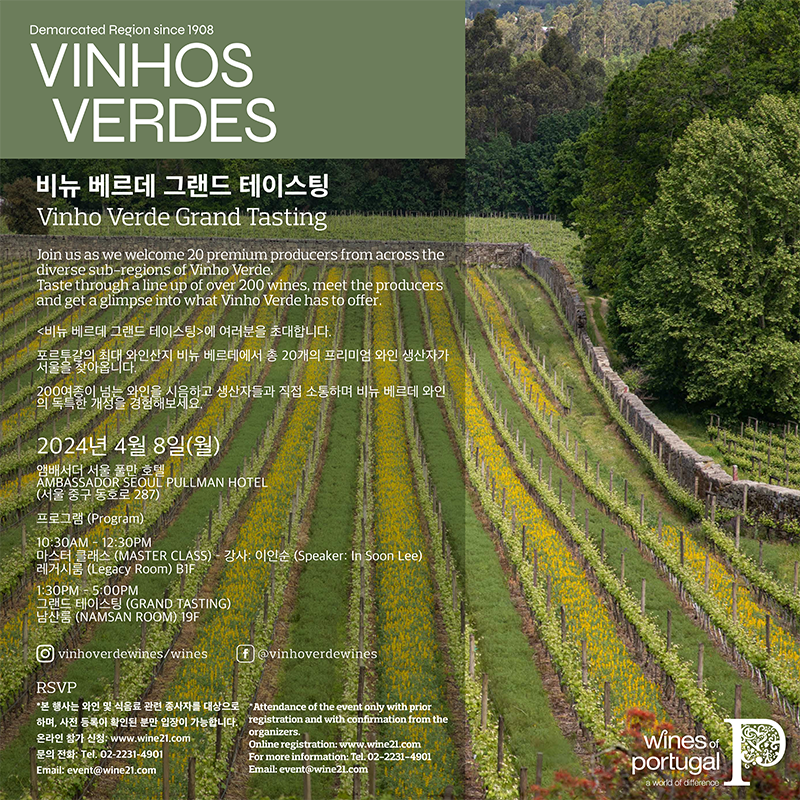 Demarcated Region since 1908
VINHOS
VERDES
비뉴 베르데 그랜드 테이스팅
Vinho Verde Grand Tasting
Join us as we welcome 20 premium producers from across the
diverse sub-regions of Vinho Verde.
Taste through a line up of over 200 wines, meet the producers
and get a glimpse into what Vinho Verde has to offer.
<비뉴 베르데 그랜드 테이스팅>에 여러분을 초대합니다.
포르투갈의 최대 와인산지 비뉴 베르데에서 총 20개의 프리미엄 와인 생산자가
서울을 찾아옵니다.
200여종이 넘는 와인을 시음하고 생산자들과 직접 소통하며 비뉴 베르데 와인
의 독특한 개성을 경험해보세요.
2024년 4월 8일(월)
앰배서더 서울 풀만 호텔
AMBASSADOR SEOUL PULLMAN HOTEL
(서울 중구 동호로 287)
프로그램 (Program)
10:30AM - 12:30PM
마스터 클래스 (MASTER CLASS) - 강사: 이인순 (Speaker: In Soon Lee)
레거시룸 (Legacy Room) B1F
1:30PM - 5:00PM
그랜드 테이스팅 (GRAND TASTING)
남산룸 (NAMSAN ROOM) 19F
vinhoverdewines/wines
@vinhoverdewines
RSVP
*본 행사는 와인 및 식음료 관련 종사자를 대상으로
하며, 사전 등록이 확인된 분만 입장이 가능합니다.
온라인 참가 신청: www.wine21.com
문의 전화: Tel. 02-2231-4901
Email: event@wine21.com
*Attendance of the event only with prior
registration and with confirmation from the
organizers.
Online registration: www.wine21.com
For more information: Tel. 02-2231-4901
Email: event@wine21.com
wines of
portugal
a world of difference
P